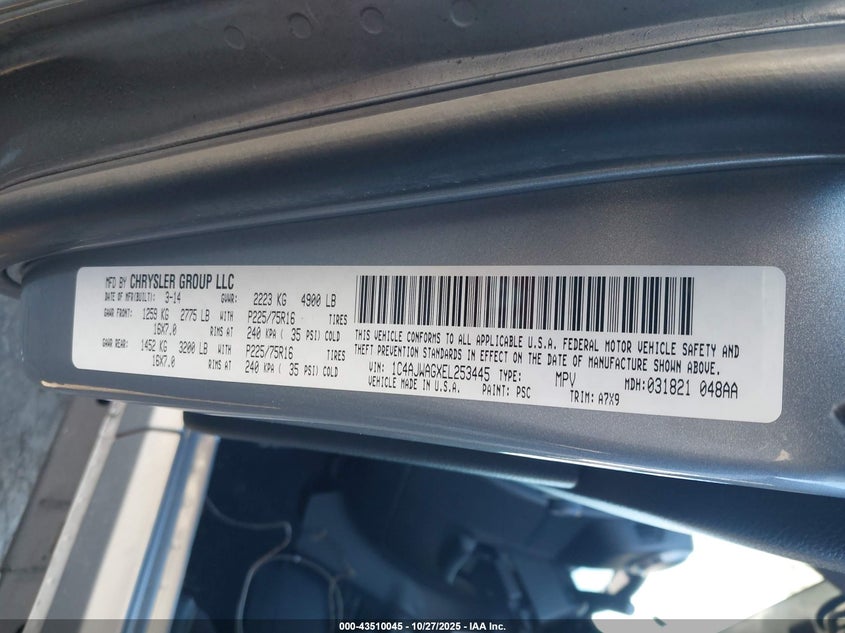 MFD BY CHRYSLER GROUP LLC
DATE OF MFR(BUILT): 3-14 GVWR: 2223 KG 4900 LB
GAWR FRONT: 1259 KG 2775 LB WITH P225/75R16 TIRES
16X7.0 RIMS AT 240 KPA ( 35 PSI) COLD
GAWR REAR: 1452 KG 3200 LB WITH P225/75R16 TIRES
16X7.0 RIMS AT 240 KPA ( 35 PSI) COLD
THIS VEHICLE CONFORMS TO ALL APPLICABLE U.S.A. FEDERAL MOTOR VEHICLE SAFETY AND
THEFT PREVENTION STANDARDS IN EFFECT ON THE DATE OF MANUFACTURE SHOWN ABOVE.
VIN: 1C4AJWAGXEL253445 TYPE: MPV MDH: 031821 048AA
VEHICLE MADE IN U.S.A. PAINT: PSC TRIM: A7X9
000-43510045 • 10/27/2025 • IAA Inc.